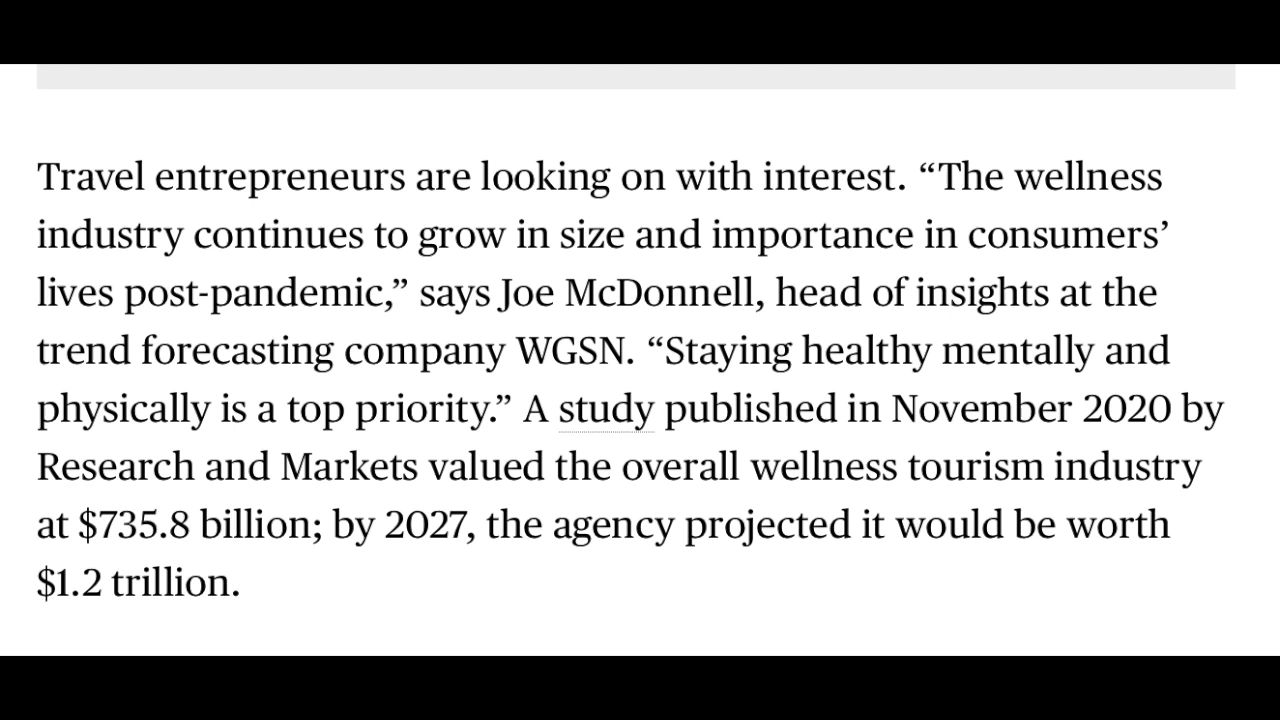 Travel entrepreneurs are looking on with interest. “The wellness
industry continues to grow in size and importance in consumers’
lives post-pandemic,” says Joe McDonnell, head of insights at the
trend forecasting company WGSN. “Staying healthy mentally and
physically is a top priority.” A study published in November 2020 by
Research and Markets valued the overall wellness tourism industry
at $735.8 billion; by 2027, the agency projected it would be worth
$1.2 trillion.